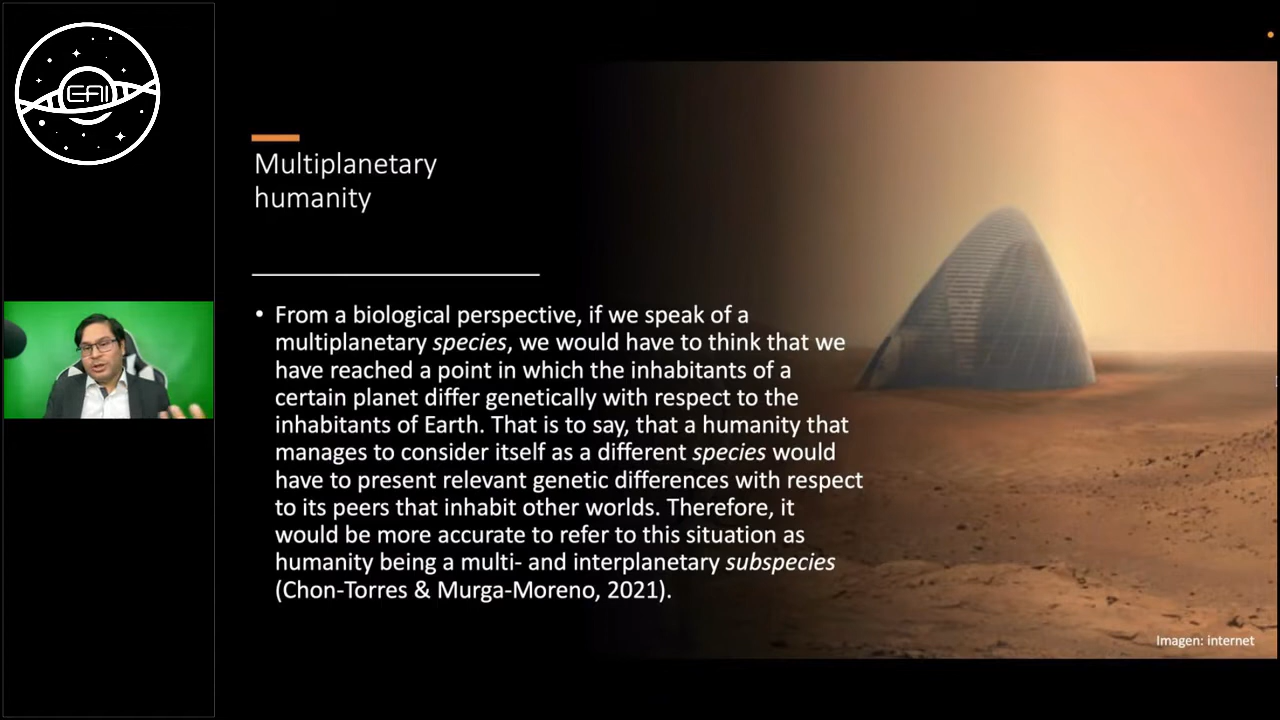 EAI
Multiplanetary
humanity
• From a biological perspective, if we speak of a
multiplanetary species, we would have to think that we
have reached a point in which the inhabitants of a
certain planet differ genetically with respect to the
inhabitants of Earth. That is to say, that a humanity that
manages to consider itself as a different species would
have to present relevant genetic differences with respect
to its peers that inhabit other worlds. Therefore, it
would be more accurate to refer to this situation as
humanity being a multi- and interplanetary subspecies
(Chon-Torres & Murga-Moreno, 2021).
Imagen: internet